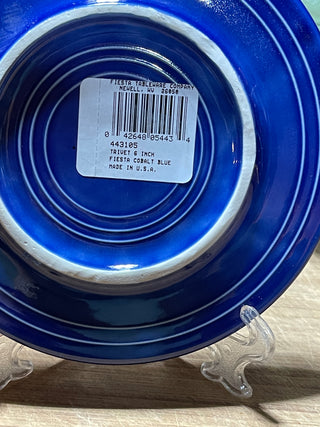 FIESTA TABLEWARE COMPANY
NEWELL, WV 26050
0 42648 05443 4
443105
TRIVET 6 INCH
FIESTA COBALT BLUE
MADE IN U.S.A.